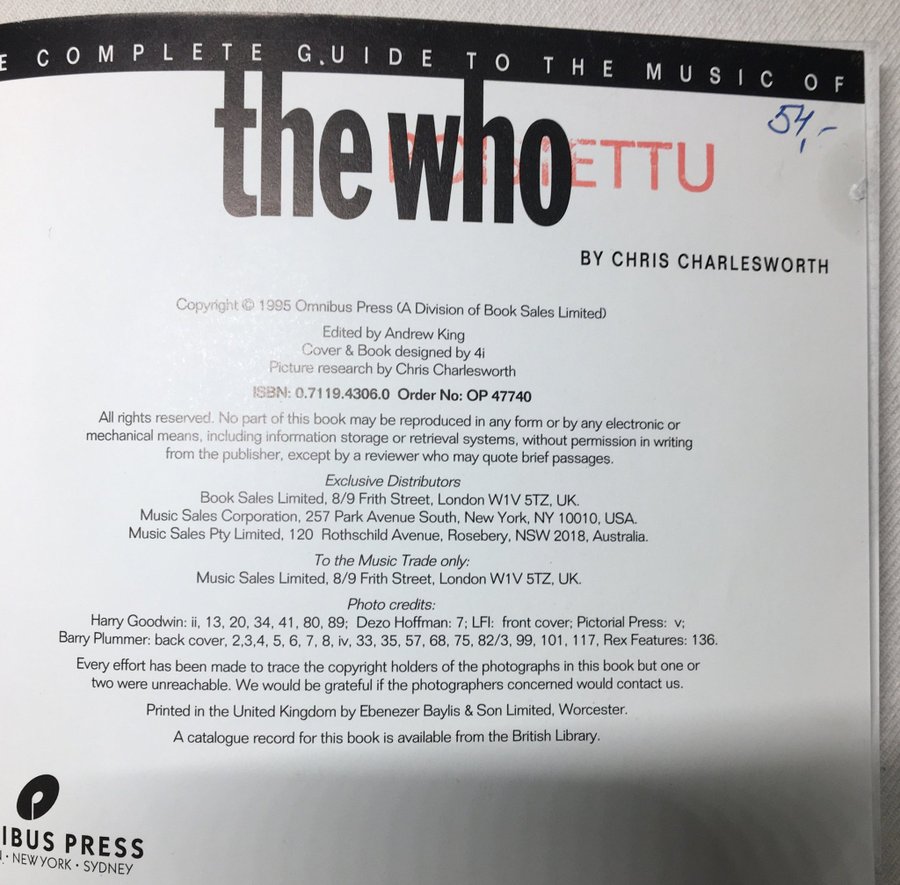 E COMPLETE GUIDE TO THE MUSIC OF
the who
POISTETTU
54,-
BY CHRIS CHARLESWORTH
Copyright © 1995 Omnibus Press (A Division of Book Sales Limited)
Edited by Andrew King
Cover & Book designed by 4i
Picture research by Chris Charlesworth
ISBN: 0.7119.4306.0 Order No: OP 47740
All rights reserved. No part of this book may be reproduced in any form or by any electronic or
mechanical means, including information storage or retrieval systems, without permission in writing
from the publisher, except by a reviewer who may quote brief passages.
Exclusive Distributors
Book Sales Limited, 8/9 Frith Street, London W1V 5TZ, UK.
Music Sales Corporation, 257 Park Avenue South, New York, NY 10010, USA.
Music Sales Pty Limited, 120 Rothschild Avenue, Rosebery, NSW 2018, Australia.
To the Music Trade only:
Music Sales Limited, 8/9 Frith Street, London W1V 5TZ, UK.
Photo credits:
Harry Goodwin: ii, 13, 20, 34, 41, 80, 89; Dezo Hoffman: 7; LFI: front cover; Pictorial Press: v;
Barry Plummer: back cover, 2,3,4, 5, 6, 7, 8, iv, 33, 35, 57, 68, 75, 82/3, 99, 101, 117, Rex Features: 136.
Every effort has been made to trace the copyright holders of the photographs in this book but one or
two were unreachable. We would be grateful if the photographers concerned would contact us.
Printed in the United Kingdom by Ebenezer Baylis & Son Limited, Worcester.
A catalogue record for this book is available from the British Library.
IBUS PRESS
· NEW YORK · SYDNEY